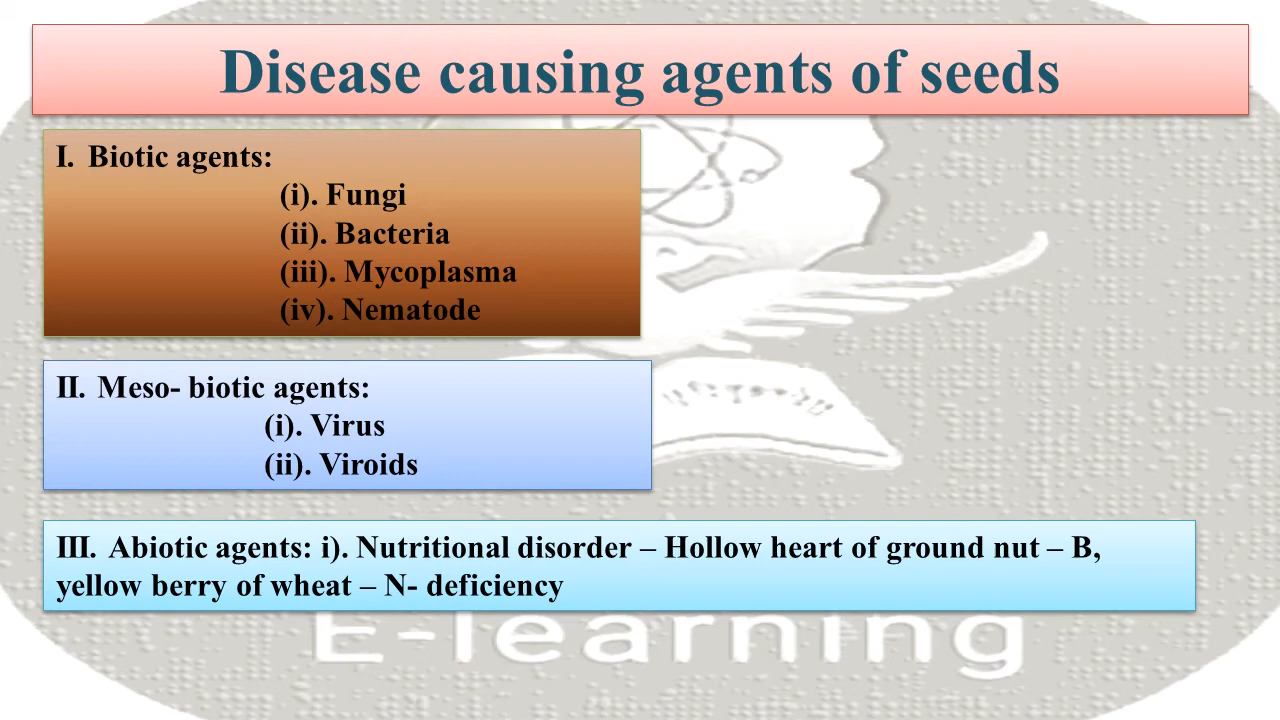 Disease causing agents of seeds
I. Biotic agents:
(i). Fungi
(ii). Bacteria
(iii). Mycoplasma
(iv). Nematode
II. Meso- biotic agents:
(i). Virus
(ii). Viroids
III. Abiotic agents: i). Nutritional disorder – Hollow heart of ground nut – B,
yellow berry of wheat – N- deficiency
E-learning